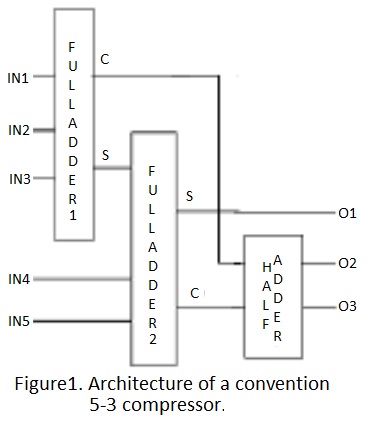 FULLADDER1
C
IN1
IN2
S
IN3
FULLADDER2
S
O1
HALF ADDER
O2
IN4
C
O3
IN5
Figure1. Architecture of a convention
5-3 compressor.